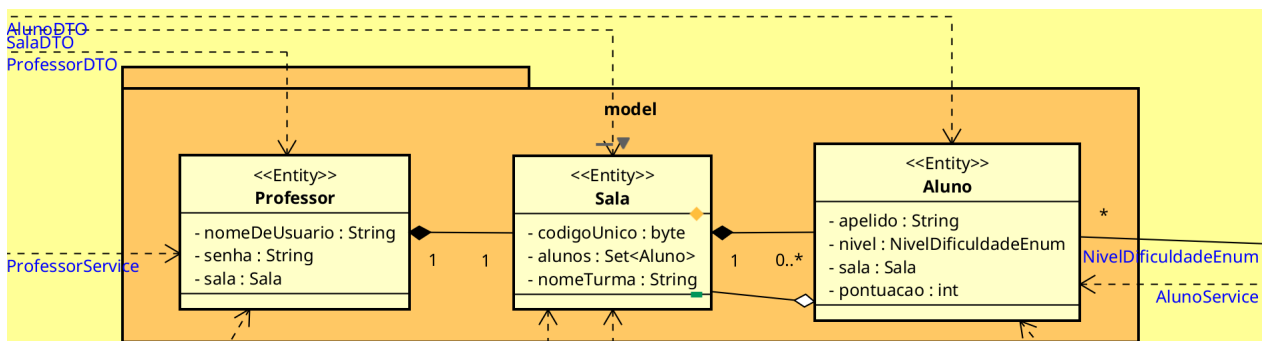 AlunoDTO
SalaDTO
ProfessorDTO
model
<<Entity>>
Professor
- nomeDeUsuario : String
- senha : String
- sala : Sala
<<Entity>>
Sala
- codigoUnico : byte
- alunos : Set<Aluno>
- nomeTurma : String
<<Entity>>
Aluno
- apelido : String
- nivel : NivelDificuldadeEnum
- sala : Sala
- pontuacao : int
1
1
1
0..*
*
ProfessorService
NivelDificuldadeEnum
AlunoService